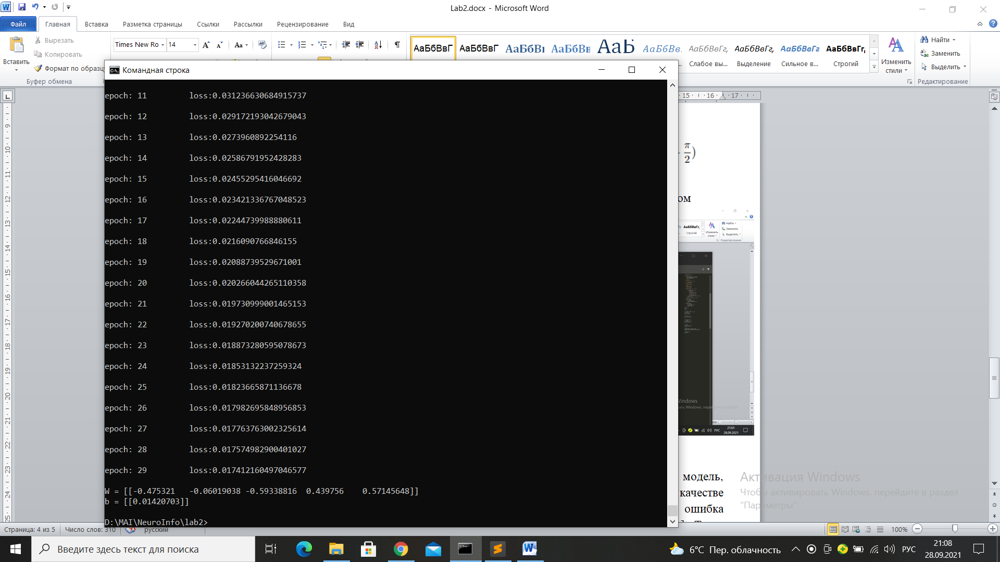 Lab2.docx - Microsoft Word
Файл Главная Вставка Разметка страницы Ссылки Рассылки Рецензирование Вид
Вставить
Вырезать
Копировать
Формат по образцу
Буфер обмена
Times New Ro 14
АаБбВвГ АаБбВвГ АаБбВı АаБбВв АаБ АаБбВв. АаБбВвГг, АаБбВвГг, АаБбВвГг АаБбВвГг,
Слабое вы... Выделение Сильное в... Строгий
Изменить стили
Найти
Заменить
Выделить
Редактирование
Командная строка
epoch: 11 loss:0.031236630684915737
epoch: 12 loss:0.029172193042679043
epoch: 13 loss:0.0273960892254116
epoch: 14 loss:0.02586791952428283
epoch: 15 loss:0.02455295416046692
epoch: 16 loss:0.023421336767048523
epoch: 17 loss:0.02244739988880611
epoch: 18 loss:0.0216090766846155
epoch: 19 loss:0.02088739529671001
epoch: 20 loss:0.020266044265110358
epoch: 21 loss:0.019730999001465153
epoch: 22 loss:0.019270200740678655
epoch: 23 loss:0.018873280595078673
epoch: 24 loss:0.01853132237259324
epoch: 25 loss:0.01823665871136678
epoch: 26 loss:0.017982695848956853
epoch: 27 loss:0.017763763002325614
epoch: 28 loss:0.017574982900401027
epoch: 29 loss:0.017412160497046577
W = [[-0.475321 -0.06019038 -0.59338816 0.439756 0.57145648]]
b = [[0.01420703]]
D:\MAI\NeuroInfo\lab2>
15 16 17
π
2)
ом
21:01
28.09.2021
модель,
качестве
ошибка
Активация Windows
Чтобы активировать Windows, перейдите в раздел
"Параметры".
Страница: 4 из 5 Число слов: 310 русский
100%
Введите здесь текст для поиска
6°C Пер. облачность
РУС
21:08
28.09.2021